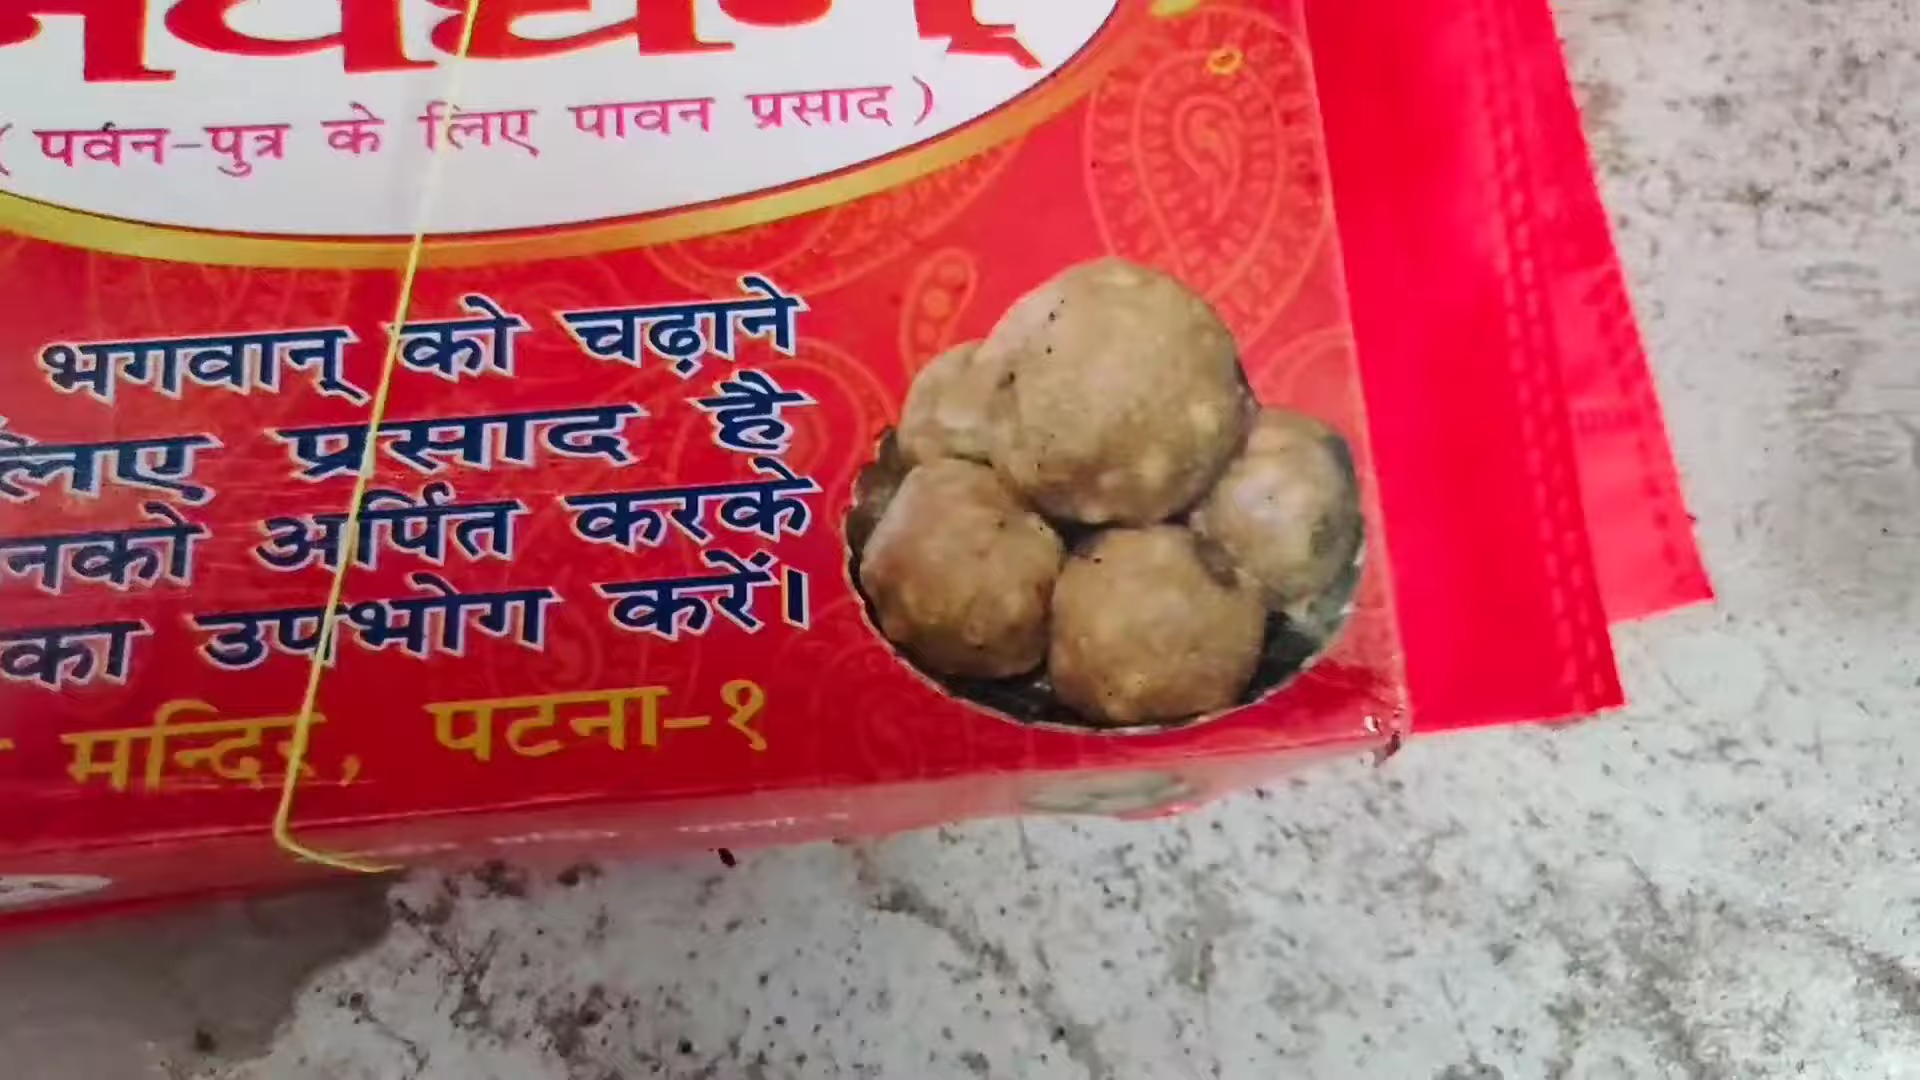 ( पवन-पुत्र के लिए पावन प्रसाद )
भगवान् को चढ़ाने
लिए प्रसाद है
नको अर्पित करके
का उपभोग करें।
मन्दिर, पटना-१